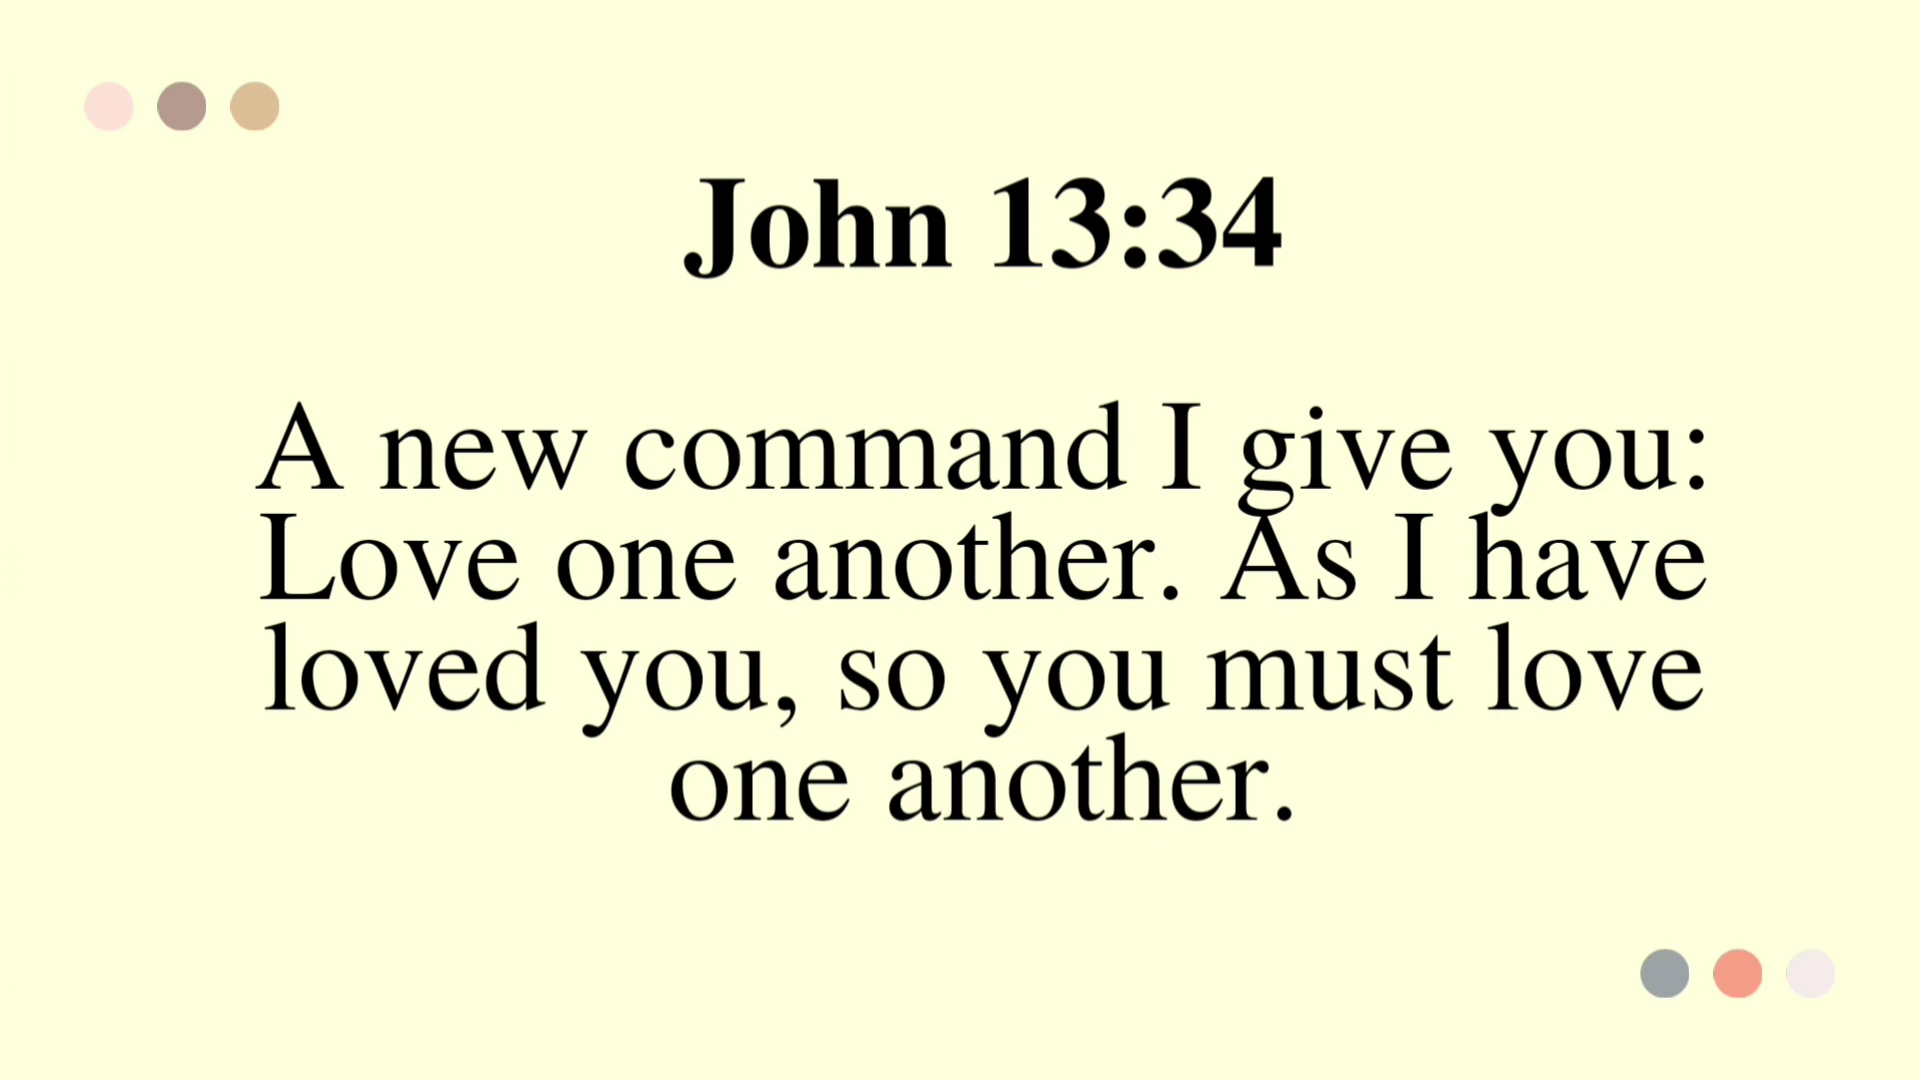 John 13:34
A new command I give you:
Love one another. As I have
loved you, so you must love
one another.